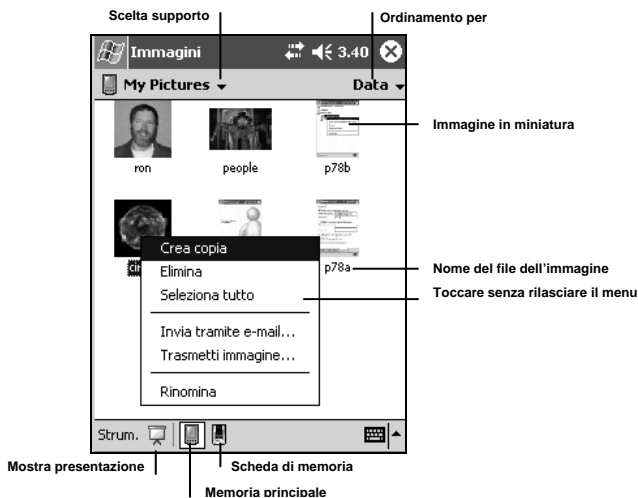 Scelta supporto
Ordinamento per
Immagini 3.40
My Pictures Data
Immagine in miniatura
ron people p78b
p78a
Nome del file dell'immagine
Crea copia
Elimina
Seleziona tutto
Toccare senza rilasciare il menu
Invia tramite e-mail...
Trasmetti immagine...
Rinomina
Strum.
Mostra presentazione
Scheda di memoria
Memoria principale